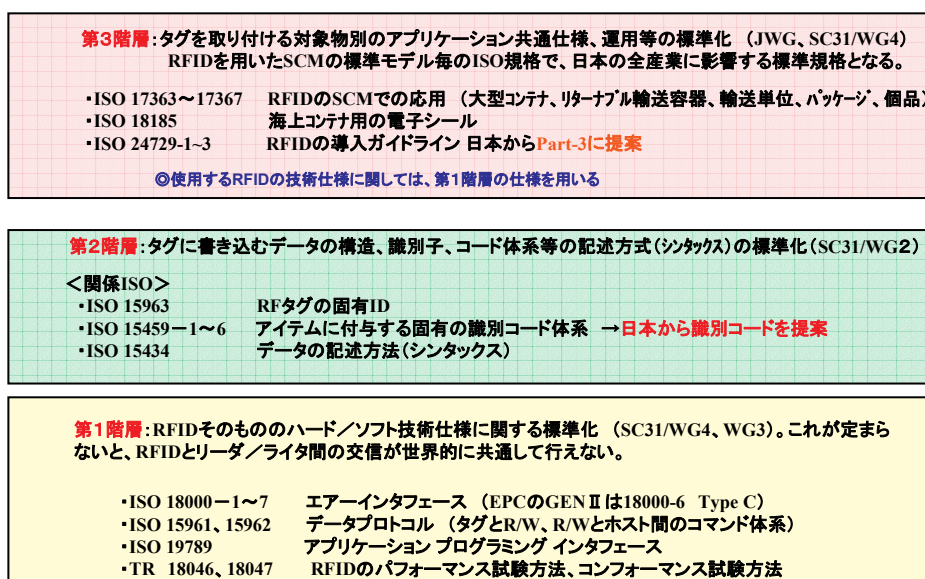 第3階層：タグを取り付ける対象物別のアプリケーション共通仕様、運用等の標準化 （JWG、SC31/WG4）
RFIDを用いたSCMの標準モデル毎のISO規格で、日本の全産業に影響する標準規格となる。
・ISO 17363～17367 RFIDのSCMでの応用 （大型ｺﾝﾃﾅ、ﾘﾀｰﾅﾌﾞﾙ輸送容器、輸送単位、ﾊﾟｯｹｰｼﾞ、個品）
・ISO 18185 海上ｺﾝﾃﾅ用の電子シール
・ISO 24729-1~3 RFIDの導入ガイドライン 日本からPart-3に提案
◎使用するRFIDの技術仕様に関しては、第1階層の仕様を用いる
第2階層：タグに書き込むデータの構造、識別子、コード体系等の記述方式（ｼﾝﾀｯｸｽ）の標準化（SC31/WG２）
＜関係ISO＞
・ISO 15963 RFタグの固有ID
・ISO 15459－1～6 アイテムに付与する固有の識別コード体系 →日本から識別コードを提案
・ISO 15434 データの記述方法（シンタックス）
第１階層：RFIDそのもののハード／ソフト技術仕様に関する標準化 （SC31/WG4、WG3）。これが定まら
ないと、RFIDとリーダ／ライタ間の交信が世界的に共通して行えない。
・ISO 18000－1～7 エアーインタフェース （EPCのGENⅡは18000-6 Type C）
・ISO 15961、15962 データプロトコル （タグとR/W、R/Wとホスト間のコマンド体系）
・ISO 19789 アプリケーション プログラミング インタフェース
・TR 18046、18047 RFIDのパフォーマンス試験方法、コンフォーマンス試験方法